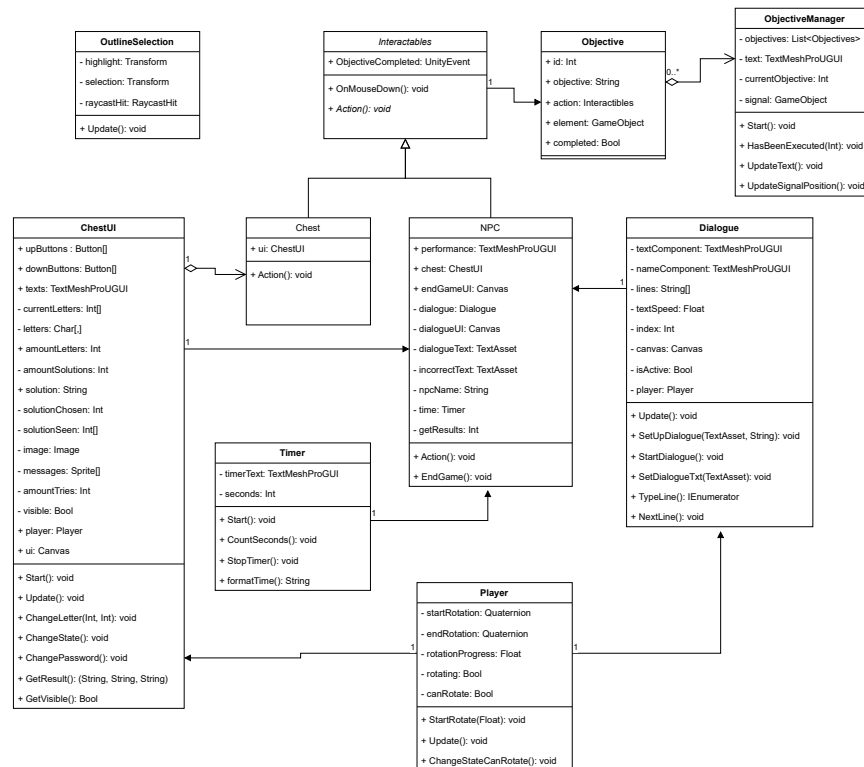 OutlineSelection
- highlight: Transform
- selection: Transform
- raycastHit: RaycastHit
+ Update(): void
Interactables
+ ObjectiveCompleted: UnityEvent
+ OnMouseDown(): void
+ Action(): void
1
Objective
+ id: Int
+ objective: String
+ action: Interactibles
+ element: GameObject
+ completed: Bool
0..*
ObjectiveManager
- objectives: List<Objectives>
- text: TextMeshProUGUI
- currentObjective: Int
- signal: GameObject
+ Start(): void
+ HasBeenExecuted(Int): void
+ UpdateText(): void
+ UpdateSignalPosition(): void
ChestUI
+ upButtons : Button[]
+ downButtons: Button[]
+ texts: TextMeshProUGUI
- currentLetters: Int[]
- letters: Char[,]
+ amountLetters: Int
- amountSolutions: Int
+ solution: String
- solutionChosen: Int
- solutionSeen: Int[]
- image: Image
- messages: Sprite[]
- amountTries: Int
- visible: Bool
+ player: Player
+ ui: Canvas
+ Start(): void
+ Update(): void
+ ChangeLetter(Int, Int): void
+ ChangeState(): void
+ ChangePassword(): void
+ GetResult(): (String, String, String)
+ GetVisible(): Bool
1
1
Chest
+ ui: ChestUI
+ Action(): void
NPC
+ performance: TextMeshProUGUI
+ chest: ChestUI
+ endGameUI: Canvas
- dialogue: Dialogue
- dialogueUI: Canvas
- dialogueText: TextAsset
- incorrectText: TextAsset
- npcName: String
- time: Timer
- getResults: Int
+ Action(): void
+ EndGame(): void
1
Dialogue
- textComponent: TextMeshProUGUI
- nameComponent: TextMeshProUGUI
- lines: String[]
- textSpeed: Float
- index: Int
- canvas: Canvas
- isActive: Bool
- player: Player
+ Update(): void
+ SetUpDialogue(TextAsset, String): void
+ StartDialogue(): void
+ SetDialogueTxt(TextAsset): void
+ TypeLine(): IEnumerator
+ NextLine(): void
Timer
- timerText: TextMeshProGUI
- seconds: Int
+ Start(): void
+ CountSeconds(): void
+ StopTimer(): void
+ formatTime(): String
1
Player
- startRotation: Quaternion
- endRotation: Quaternion
- rotationProgress: Float
- rotating: Bool
- canRotate: Bool
+ StartRotate(Float): void
+ Update(): void
+ ChangeStateCanRotate(): void
1
1